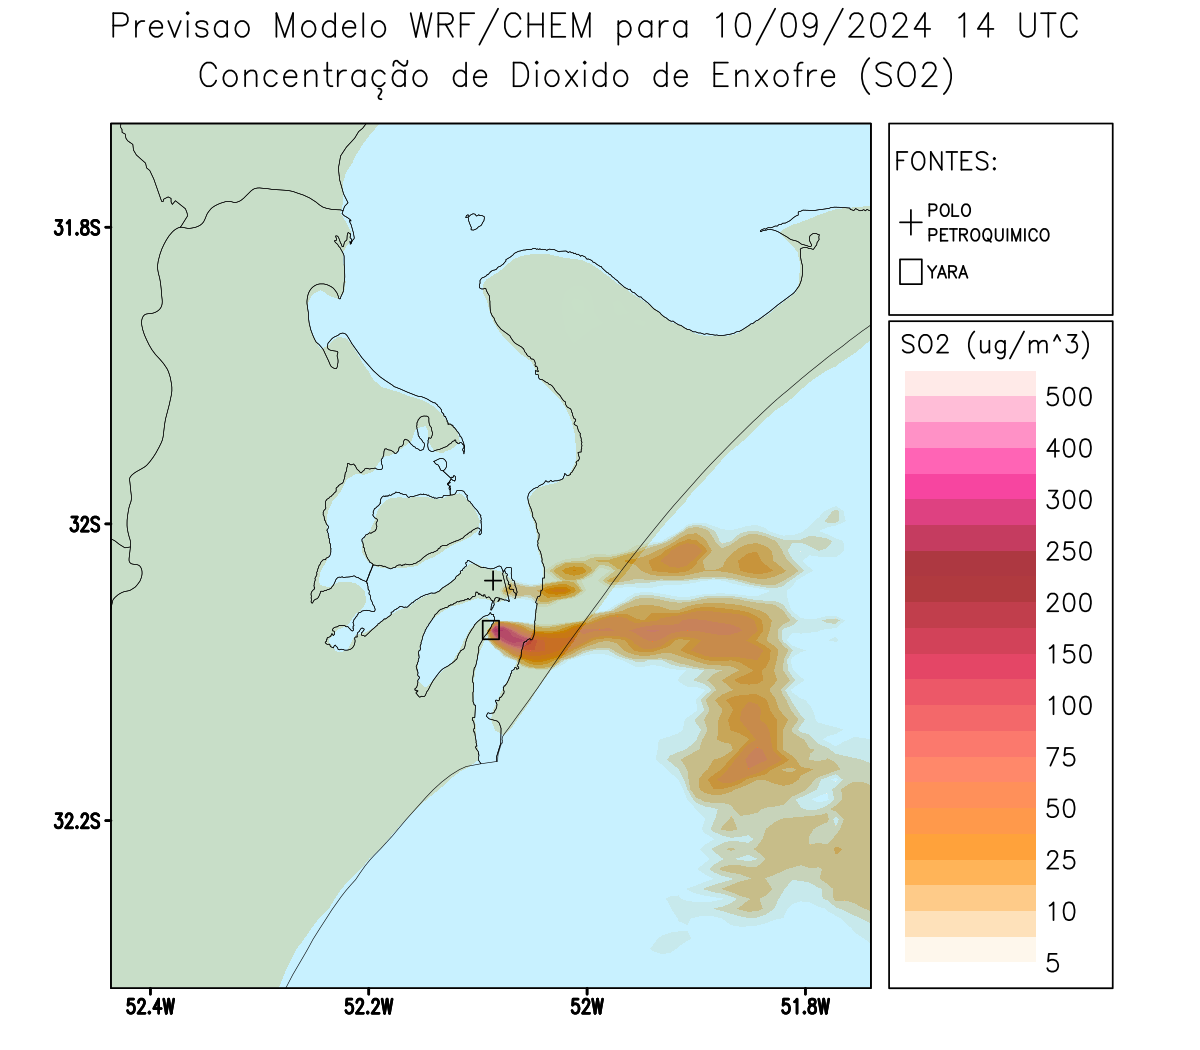 Previsao Modelo WRF/CHEM para 10/09/2024 14 UTC
Concentração de Dioxido de Enxofre (SO2)
FONTES:
POLO
PETROQUIMICO
YARA
SO2 (ug/m^3)
500
400
300
250
200
150
100
75
50
25
10
5
31.8S
32S
32.2S
52.4W
52.2W
52W
51.8W